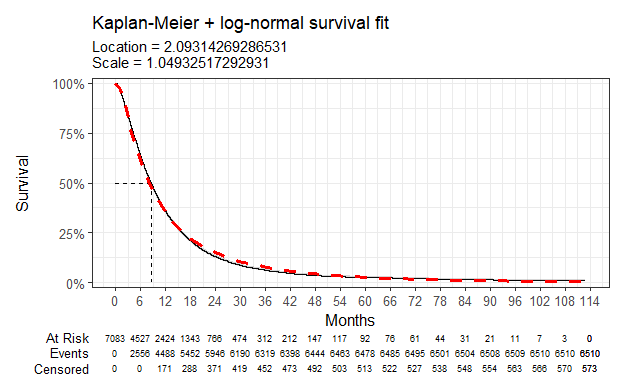 Kaplan-Meier + log-normal survival fit
Location = 2.09314269286531
Scale = 1.04932517292931
100%
75%
50%
25%
0%
Survival
0 6 12 18 24 30 36 42 48 54 60 66 72 78 84 90 96 102 108 114
Months
At Risk 7083 4527 2424 1343 766 474 312 212 147 117 92 76 61 44 31 21 11 7 3 0
Events 0 2556 4488 5452 5946 6190 6319 6398 6444 6463 6478 6485 6495 6501 6504 6508 6509 6510 6510 6510
Censored 0 0 171 288 371 419 452 473 492 503 513 522 527 538 548 554 563 566 570 573